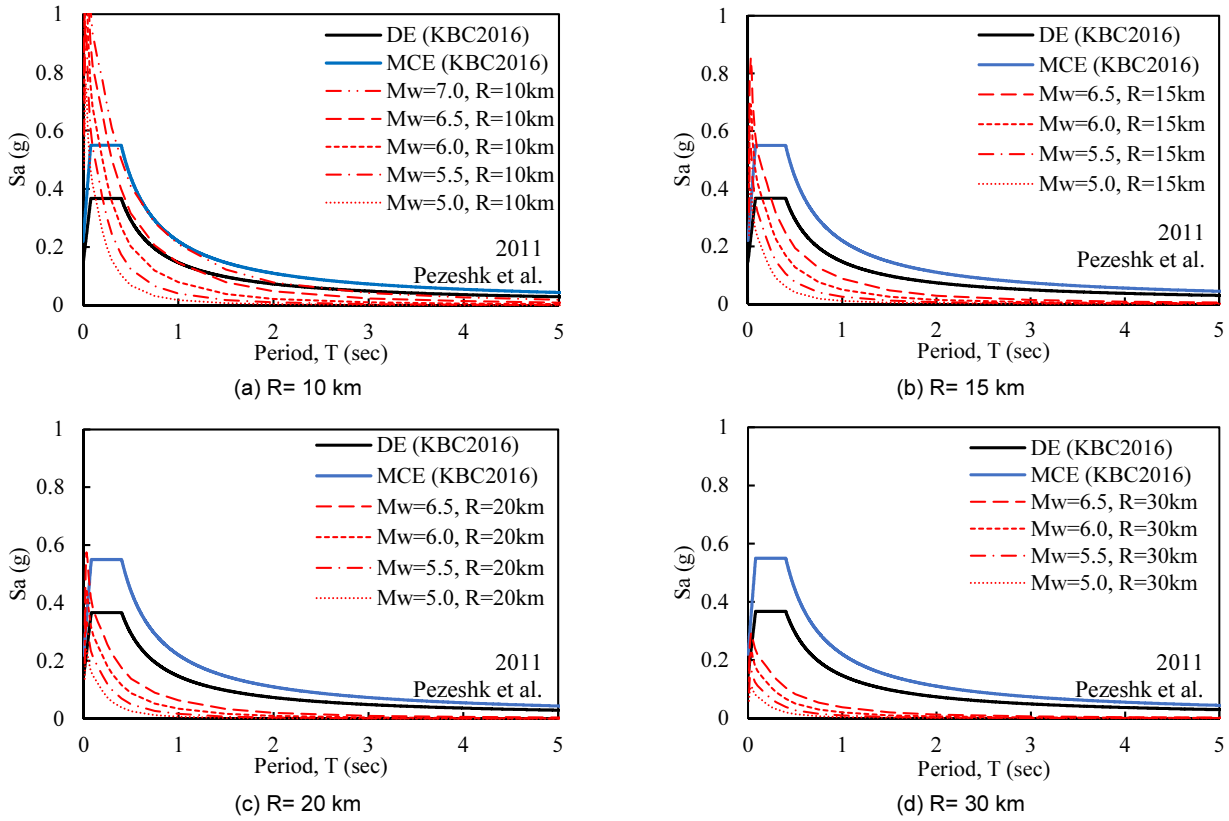 1
0.8
0.6
0.4
0.2
0
Sa (g)
0 1 2 3 4 5
Period, T (sec)
DE (KBC2016)
MCE (KBC2016)
Mw=7.0, R=10km
Mw=6.5, R=10km
Mw=6.0, R=10km
Mw=5.5, R=10km
Mw=5.0, R=10km
2011
Pezeshk et al.
(a) R= 10 km
1
0.8
0.6
0.4
0.2
0
Sa (g)
0 1 2 3 4 5
Period, T (sec)
DE (KBC2016)
MCE (KBC2016)
Mw=6.5, R=15km
Mw=6.0, R=15km
Mw=5.5, R=15km
Mw=5.0, R=15km
2011
Pezeshk et al.
(b) R= 15 km
1
0.8
0.6
0.4
0.2
0
Sa (g)
0 1 2 3 4 5
Period, T (sec)
DE (KBC2016)
MCE (KBC2016)
Mw=6.5, R=20km
Mw=6.0, R=20km
Mw=5.5, R=20km
Mw=5.0, R=20km
2011
Pezeshk et al.
(c) R= 20 km
1
0.8
0.6
0.4
0.2
0
Sa (g)
0 1 2 3 4 5
Period, T (sec)
DE (KBC2016)
MCE (KBC2016)
Mw=6.5, R=30km
Mw=6.0, R=30km
Mw=5.5, R=30km
Mw=5.0, R=30km
2011
Pezeshk et al.
(d) R= 30 km